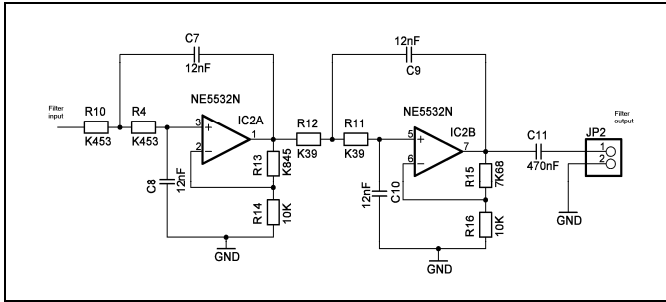 C7
12nF
12nF
C9
NE5532N
NE5532N
Filter
input
R10
R4
3
2
1
IC2A
R12
R11
5
6
7
IC2B
C11
Filter
output
JP2
1
2
K453
K453
K39
K39
470nF
R13
K845
R15
7K68
C8
12nF
12nF
C10
R14
10K
R16
10K
GND
GND
GND